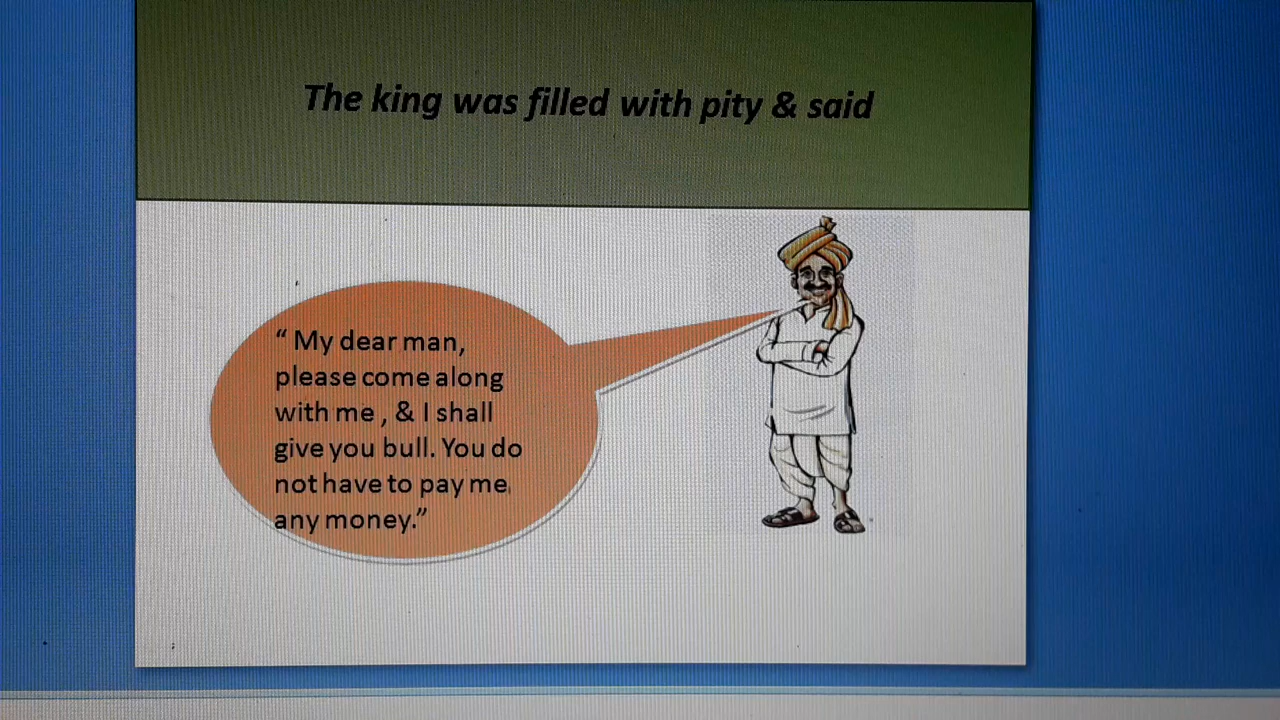 The king was filled with pity & said
“ My dear man,
please come along
with me , & I shall
give you bull. You do
not have to pay me
any money.”